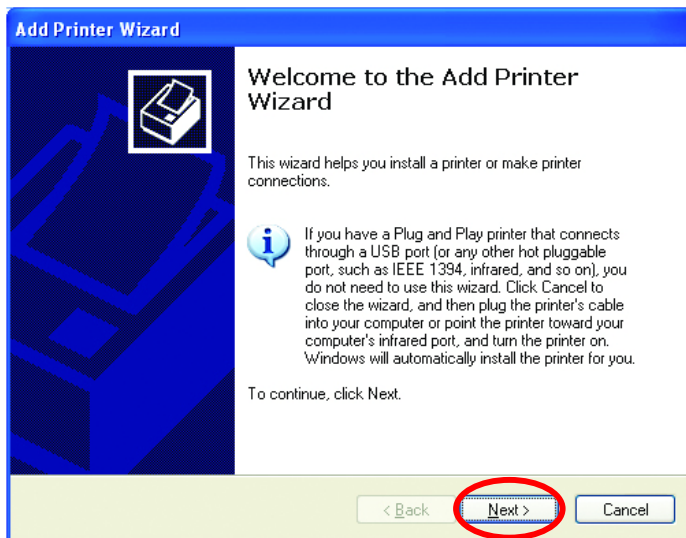 Add Printer Wizard
Welcome to the Add Printer
Wizard
This wizard helps you install a printer or make printer
connections.
If you have a Plug and Play printer that connects
through a USB port (or any other hot pluggable
port, such as IEEE 1394, infrared, and so on), you
do not need to use this wizard. Click Cancel to
close the wizard, and then plug the printer's cable
into your computer or point the printer toward your
computer's infrared port, and turn the printer on.
Windows will automatically install the printer for you.
To continue, click Next.
< Back Next > Cancel